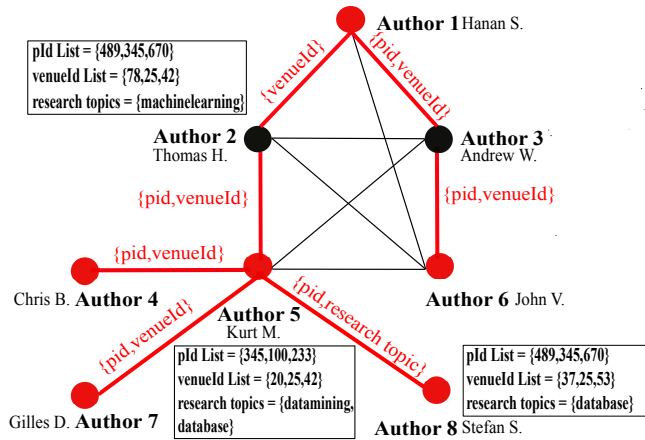 Author 1 Hanan S.
pId List = {489,345,670}
venueId List = {78,25,42}
research topics = {machinelearning}
{venueId}
{pid,venueId}
Author 2
Thomas H.
Author 3
Andrew W.
{pid,venueId}
{pid,venueId}
{pid,venueId}
Chris B. Author 4
Author 5
Kurt M.
Author 6 John V.
{pid,venueId}
{pid,research topic}
pId List = {345,100,233}
venueId List = {20,25,42}
research topics = {datamining,
database}
pId List = {489,345,670}
venueId List = {37,25,53}
research topics = {database}
Gilles D. Author 7
Author 8 Stefan S.